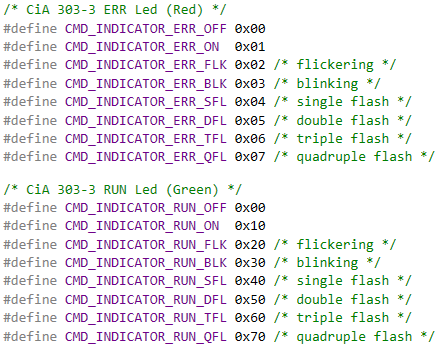 /* CiA 303-3 ERR Led (Red) */
#define CMD_INDICATOR_ERR_OFF 0x00
#define CMD_INDICATOR_ERR_ON  0x01
#define CMD_INDICATOR_ERR_FLK 0x02 /* flickering */
#define CMD_INDICATOR_ERR_BLK 0x03 /* blinking */
#define CMD_INDICATOR_ERR_SFL 0x04 /* single flash */
#define CMD_INDICATOR_ERR_DFL 0x05 /* double flash */
#define CMD_INDICATOR_ERR_TFL 0x06 /* triple flash */
#define CMD_INDICATOR_ERR_QFL 0x07 /* quadruple flash */

/* CiA 303-3 RUN Led (Green) */
#define CMD_INDICATOR_RUN_OFF 0x00
#define CMD_INDICATOR_RUN_ON  0x10
#define CMD_INDICATOR_RUN_FLK 0x20 /* flickering */
#define CMD_INDICATOR_RUN_BLK 0x30 /* blinking */
#define CMD_INDICATOR_RUN_SFL 0x40 /* single flash */
#define CMD_INDICATOR_RUN_DFL 0x50 /* double flash */
#define CMD_INDICATOR_RUN_TFL 0x60 /* triple flash */
#define CMD_INDICATOR_RUN_QFL 0x70 /* quadruple flash */